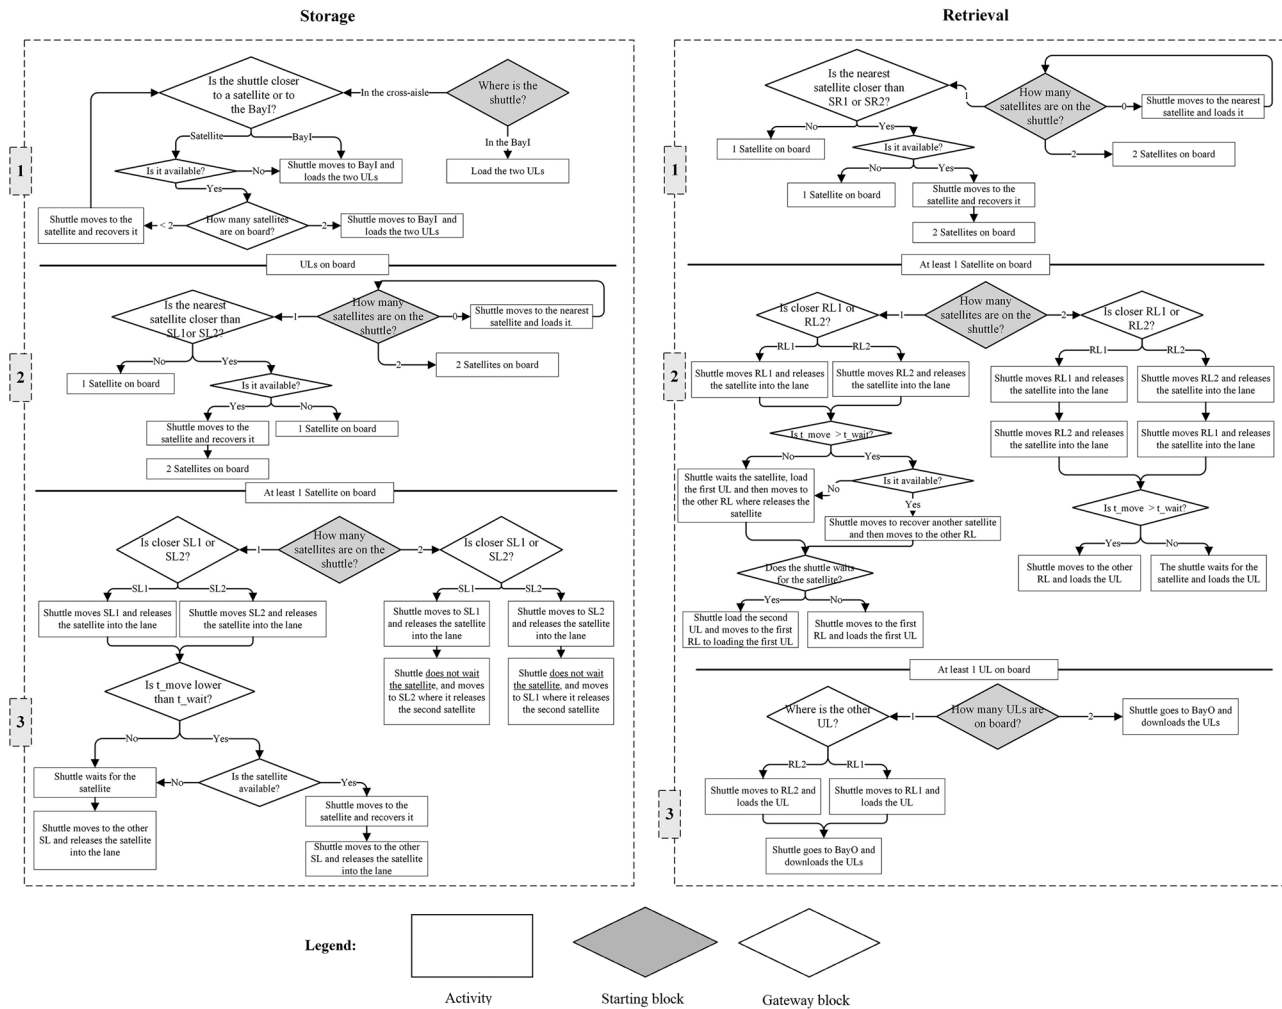 Storage
1
Is the shuttle closer
to a satellite or to
the BayI?
In the cross-aisle
Where is the
shuttle?
Satellite
BayI
In the BayI
Is it available?
No
Shuttle moves to BayI and
loads the two ULs
Load the two ULs
Yes
Shuttle moves to the
satellite and recovers it
< 2
How many satellites
are on board?
2
Shuttle moves to BayI and
loads the two ULs
ULs on board
2
Is the nearest
satellite closer than
SL1or SL2?
1
How many
satellites are on the
shuttle?
0
Shuttle moves to the nearest
satellite and loads it.
No
Yes
2
2 Satellites on board
1 Satellite on board
Is it available?
Yes
No
Shuttle moves to the
satellite and recovers it
1 Satellite on board
2 Satellites on board
At least 1 Satellite on board
3
Is closer SL1 or
SL2?
1
How many
satellites are on the
shuttle?
2
Is closer SL1 or
SL2?
SL1
SL2
SL1
SL2
Shuttle moves SL1 and releases
the satellite into the lane
Shuttle moves SL2 and releases
the satellite into the lane
Shuttle moves to SL1
and releases the satellite
into the lane
Shuttle moves to SL2
and releases the satellite
into the lane
Is t_move lower
than t_wait?
Shuttle does not wait
the satellite, and moves
to SL2 where it releases
the second satellite
Shuttle does not wait
the satellite, and moves
to SL1 where it releases
the second satellite
No
Yes
Shuttle waits for the
satellite
No
Is the satellite
available?
Yes
Shuttle moves to the
satellite and recovers it
Shuttle moves to the other
SL and releases the satellite
into the lane
Shuttle moves to the other
SL and releases the satellite
into the lane
Retrieval
1
Is the nearest
satellite closer than
SR1 or SR2?
1
How many
satellites are on the
shuttle?
0
Shuttle moves to the nearest
satellite and loads it
No
Yes
2
2 Satellites on board
1 Satellite on board
Is it available?
No
Yes
1 Satellite on board
Shuttle moves to the
satellite and recovers it
2 Satellites on board
At least 1 Satellite on board
2
Is closer RL1 or
RL2?
1
How many
satellites are on the
shuttle?
2
Is closer RL1 or
RL2?
RL1
RL2
RL1
RL2
Shuttle moves RL1 and releases
the satellite into the lane
Shuttle moves RL2 and releases
the satellite into the lane
Shuttle moves RL1 and releases
the satellite into the lane
Shuttle moves RL2 and releases
the satellite into the lane
Is t_move > t_wait?
Shuttle moves RL2 and releases
the satellite into the lane
Shuttle moves RL1 and releases
the satellite into the lane
No
Yes
Shuttle waits the satellite, load
the first UL and then moves to
the other RL where releases the
satellite
No
Is it available?
Yes
Shuttle moves to recover another satellite
and then moves to the other RL
Is t_move > t_wait?
Yes
No
Does the shuttle waits
for the satellite?
Shuttle moves to the other
RL and loads the UL
The shuttle waits for the
satellite and loads the UL
Yes
No
Shuttle load the second
UL and moves to the first
RL to loading the first UL
Shuttle moves to the first
RL and loads the first UL
At least 1 UL on board
3
Where is the other
UL?
1
How many ULs are
on board?
2
Shuttle goes to BayO and
downloads the ULs
RL2
RL1
Shuttle moves to RL2 and
loads the UL
Shuttle moves to RL1 and
loads the UL
Shuttle goes to BayO and
downloads the ULs
Legend:
Activity
Starting block
Gateway block